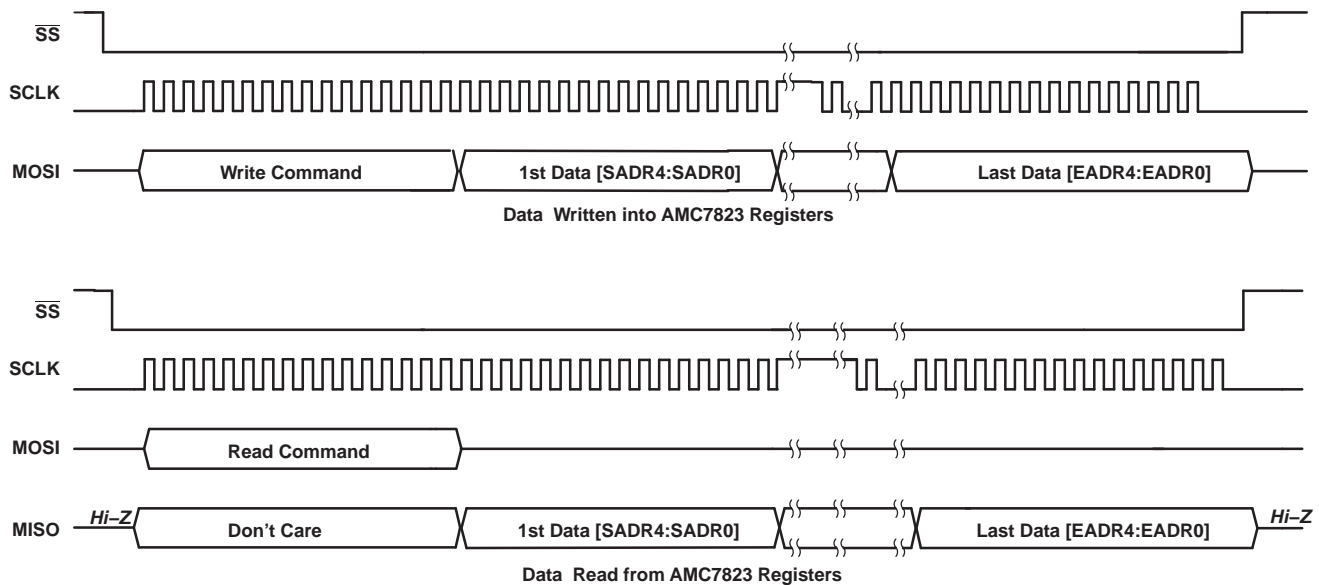 SS
SCLK
MOSI Write Command 1st Data [SADR4:SADR0] Last Data [EADR4:EADR0]
Data Written into AMC7823 Registers
SS
SCLK
MOSI Read Command
MISO Hi–Z Don't Care 1st Data [SADR4:SADR0] Last Data [EADR4:EADR0] Hi–Z
Data Read from AMC7823 Registers